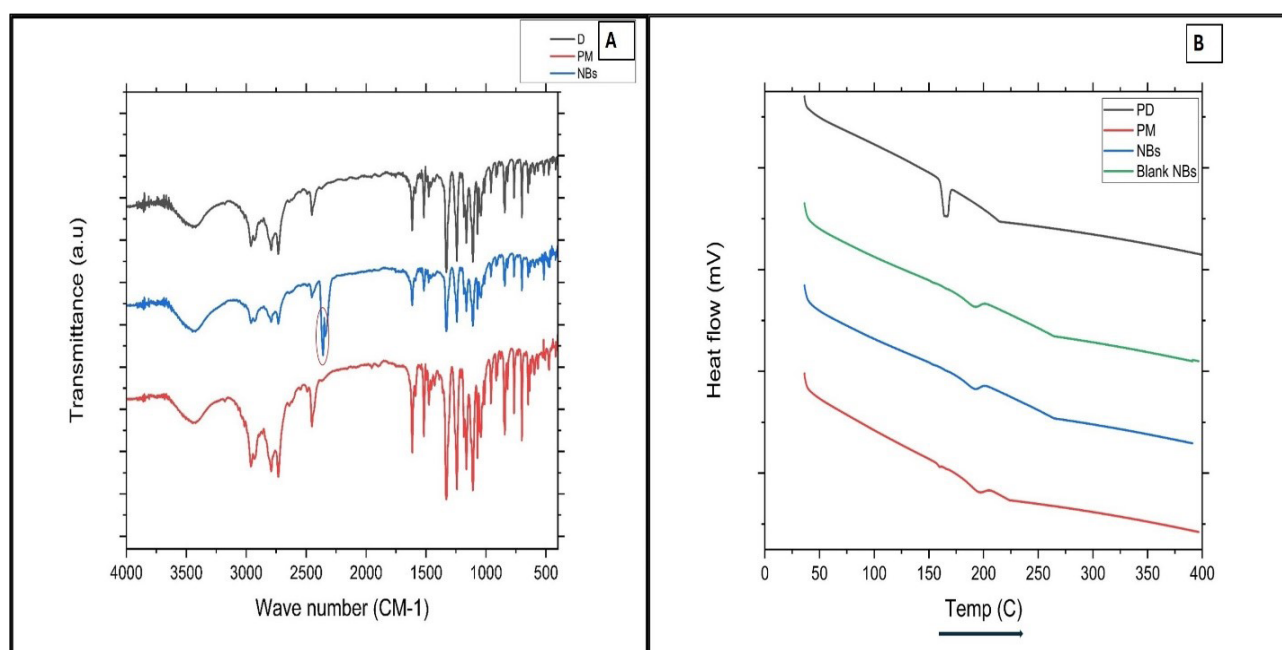 D
PM
NBs
A
Transmittance (a.u)
4000 3500 3000 2500 2000 1500 1000 500
Wave number (CM-1)
B
PD
PM
NBs
Blank NBs
Heat flow (mV)
0 50 100 150 200 250 300 350 400
Temp (C)